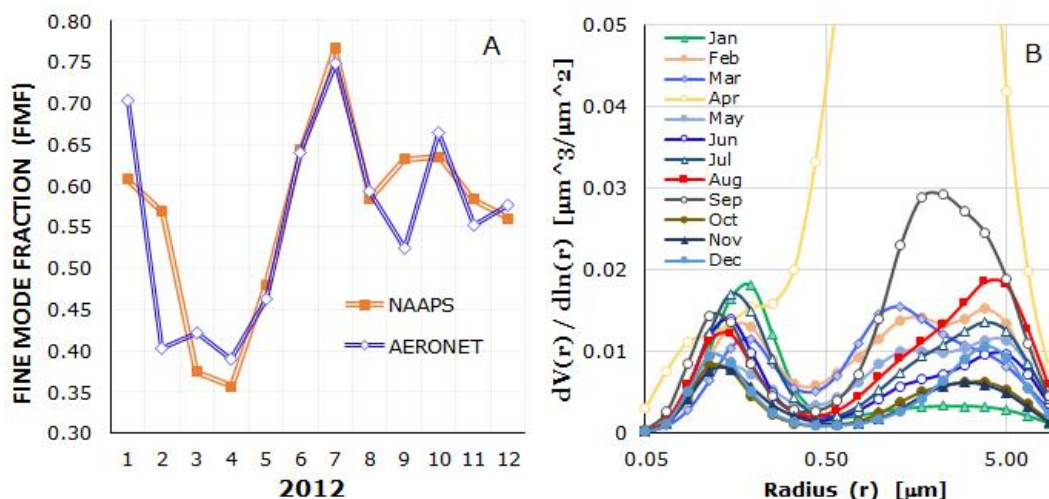 FINE MODE FRACTION (FMF)
0.80
0.75
0.70
0.65
0.60
0.55
0.50
0.45
0.40
0.35
0.30
A
NAAPS
AERONET
1 2 3 4 5 6 7 8 9 10 11 12
2012
dV(r) / dln(r) [µm^3/µm^2]
0.05
0.04
0.03
0.02
0.01
0
B
Jan
Feb
Mar
Apr
May
Jun
Jul
Aug
Sep
Oct
Nov
Dec
0.05 0.50 5.00
Radius (r) [µm]